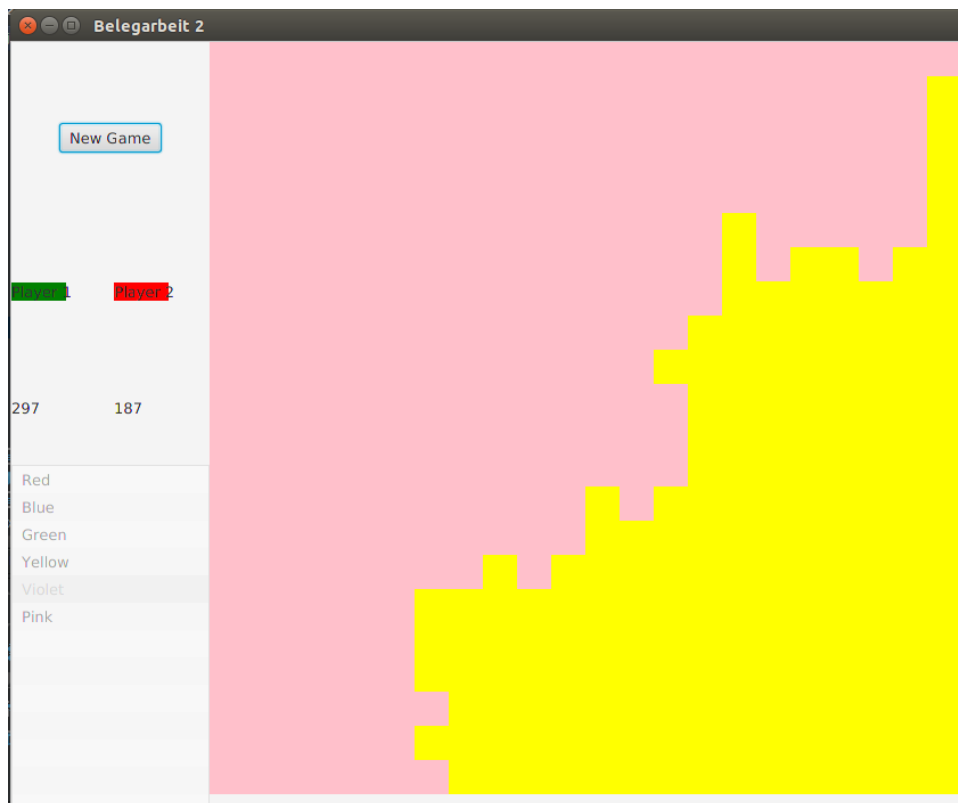 Belegarbeit 2
New Game
Player 1 Player 2
297 187
Red
Blue
Green
Yellow
Violet
Pink